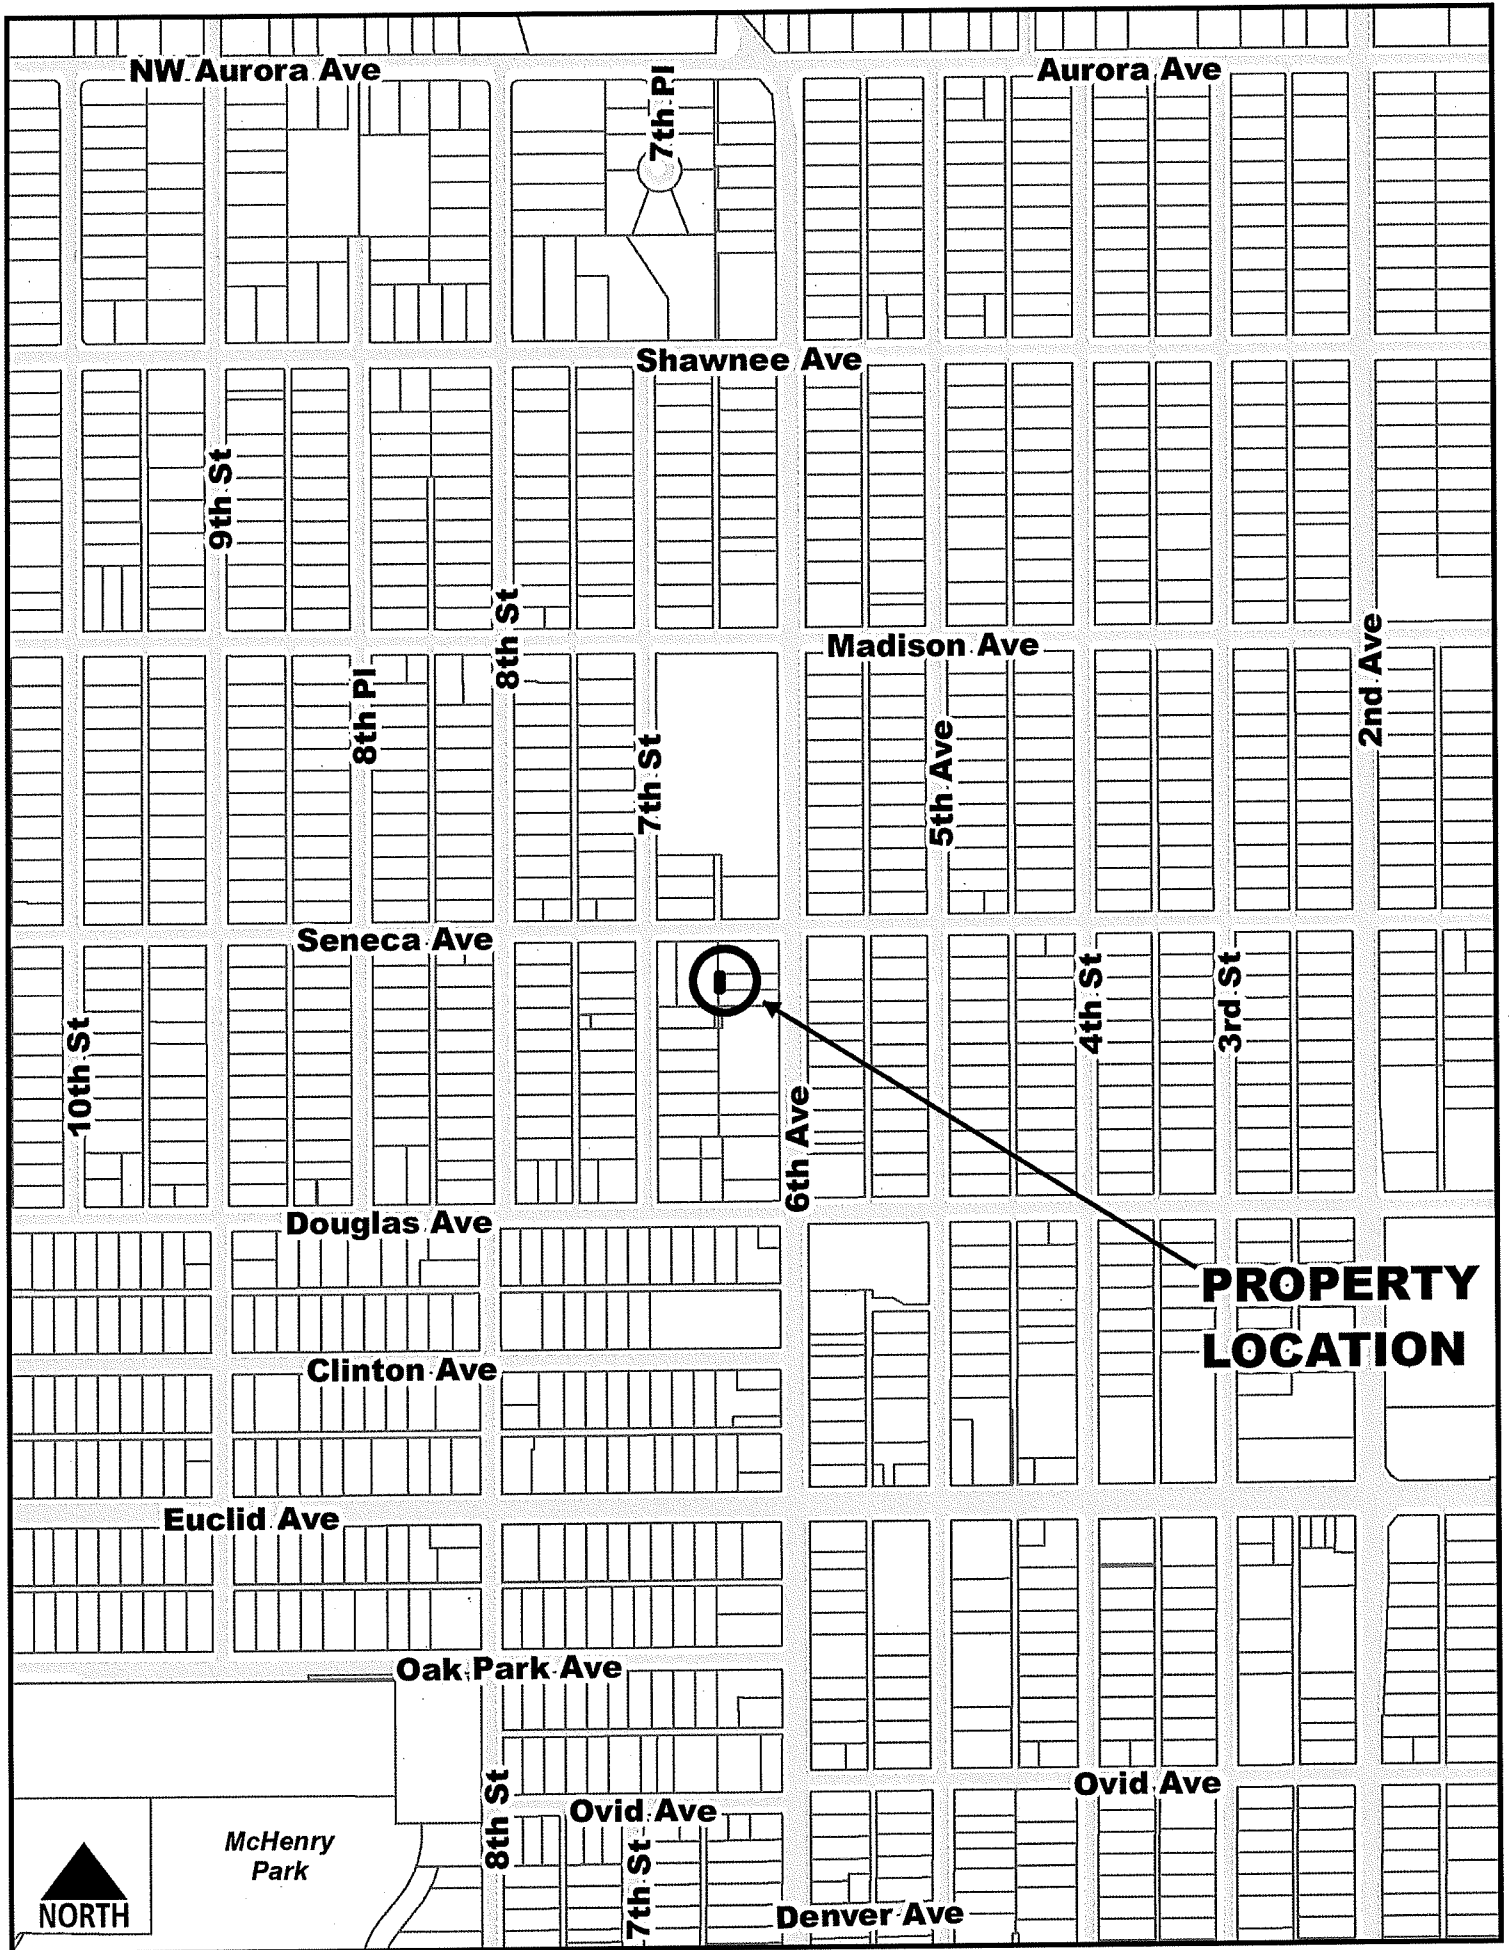 NW Aurora Ave
Aurora Ave
7th Pl
Shawnee Ave
9th St
8th St
Madison Ave
2nd Ave
8th Pl
7th St
5th Ave
Seneca Ave
4th St
3rd St
10th St
6th Ave
Douglas Ave
PROPERTY
LOCATION
Clinton Ave
Euclid Ave
Oak Park Ave
8th St
Ovid Ave
Ovid Ave
McHenry
Park
7th St
NORTH
Denver Ave